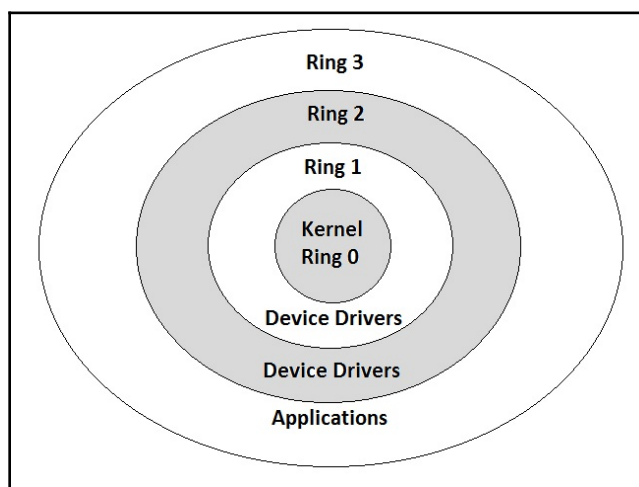 Ring 3
Ring 2
Ring 1
Kernel
Ring 0
Device Drivers
Device Drivers
Applications